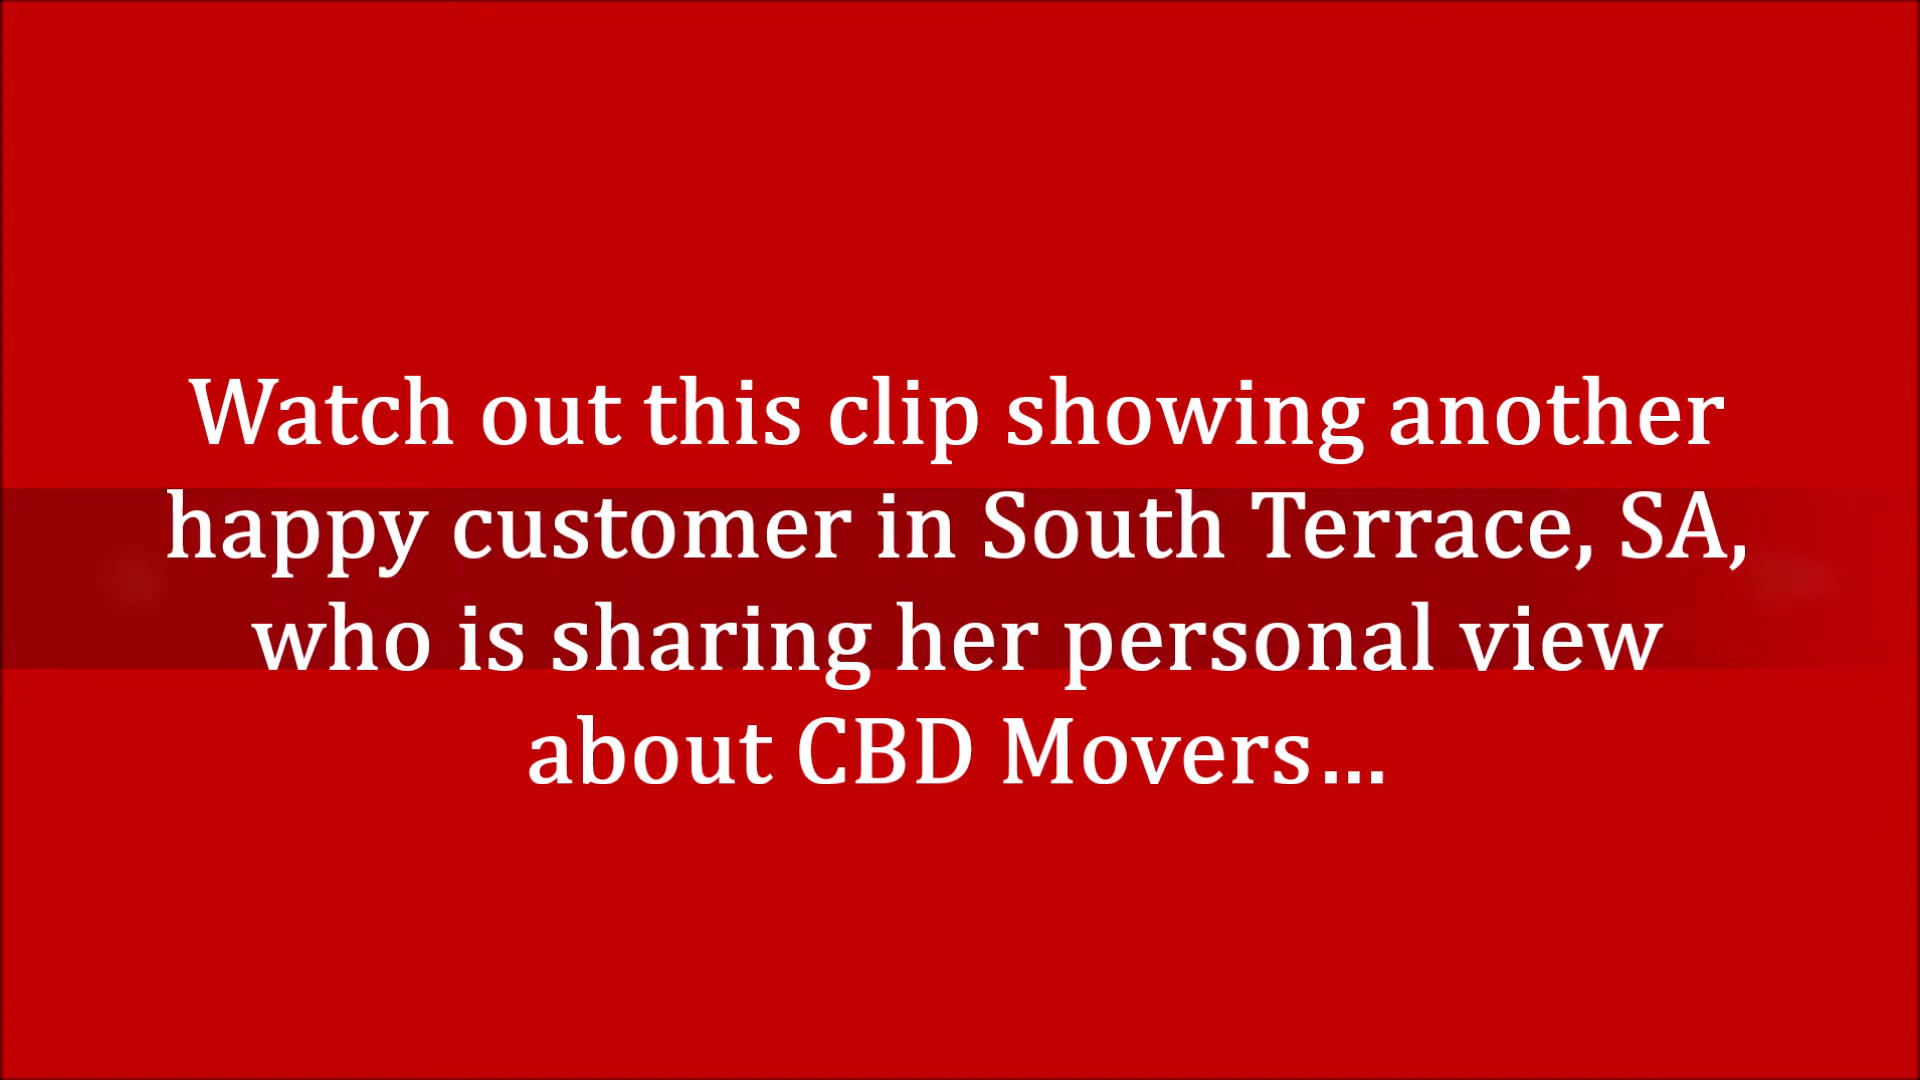 Watch out this clip showing another
happy customer in South Terrace, SA,
who is sharing her personal view
about CBD Movers...